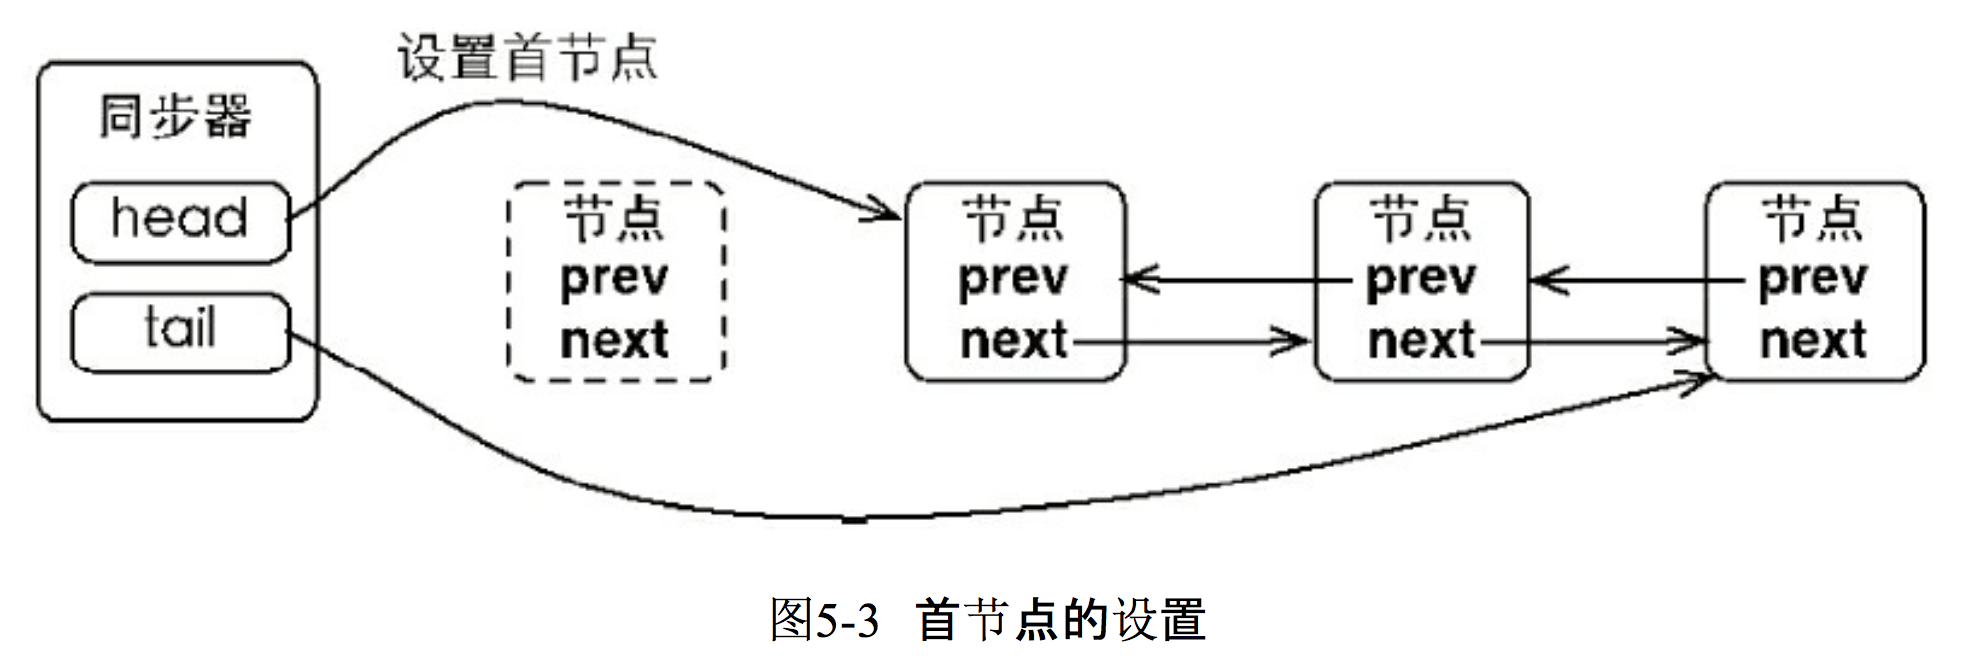 设置首节点
同步器
head
tail
节点
prev
next
节点
prev
next
节点
prev
next
节点
prev
next
图5-3 首节点的设置